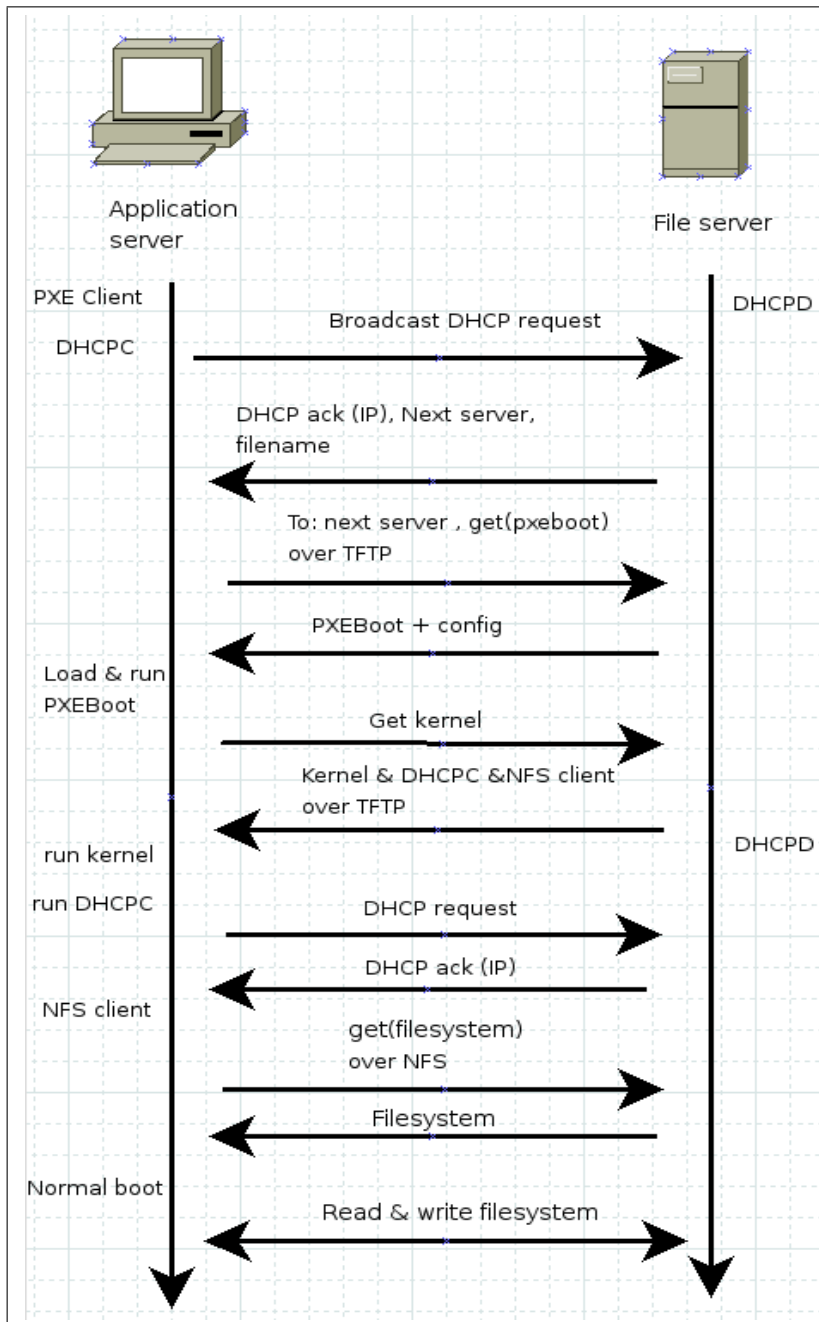 Application
server
File server
PXE Client
DHCPD
Broadcast DHCP request
DHCPC
DHCP ack (IP), Next server,
filename
To: next server , get(pxeboot)
over TFTP
PXEBoot + config
Load & run
PXEBoot
Get kernel
Kernel & DHCPC &NFS client
over TFTP
DHCPD
run kernel
run DHCPC
DHCP request
DHCP ack (IP)
NFS client
get(filesystem)
over NFS
Filesystem
Normal boot
Read & write filesystem